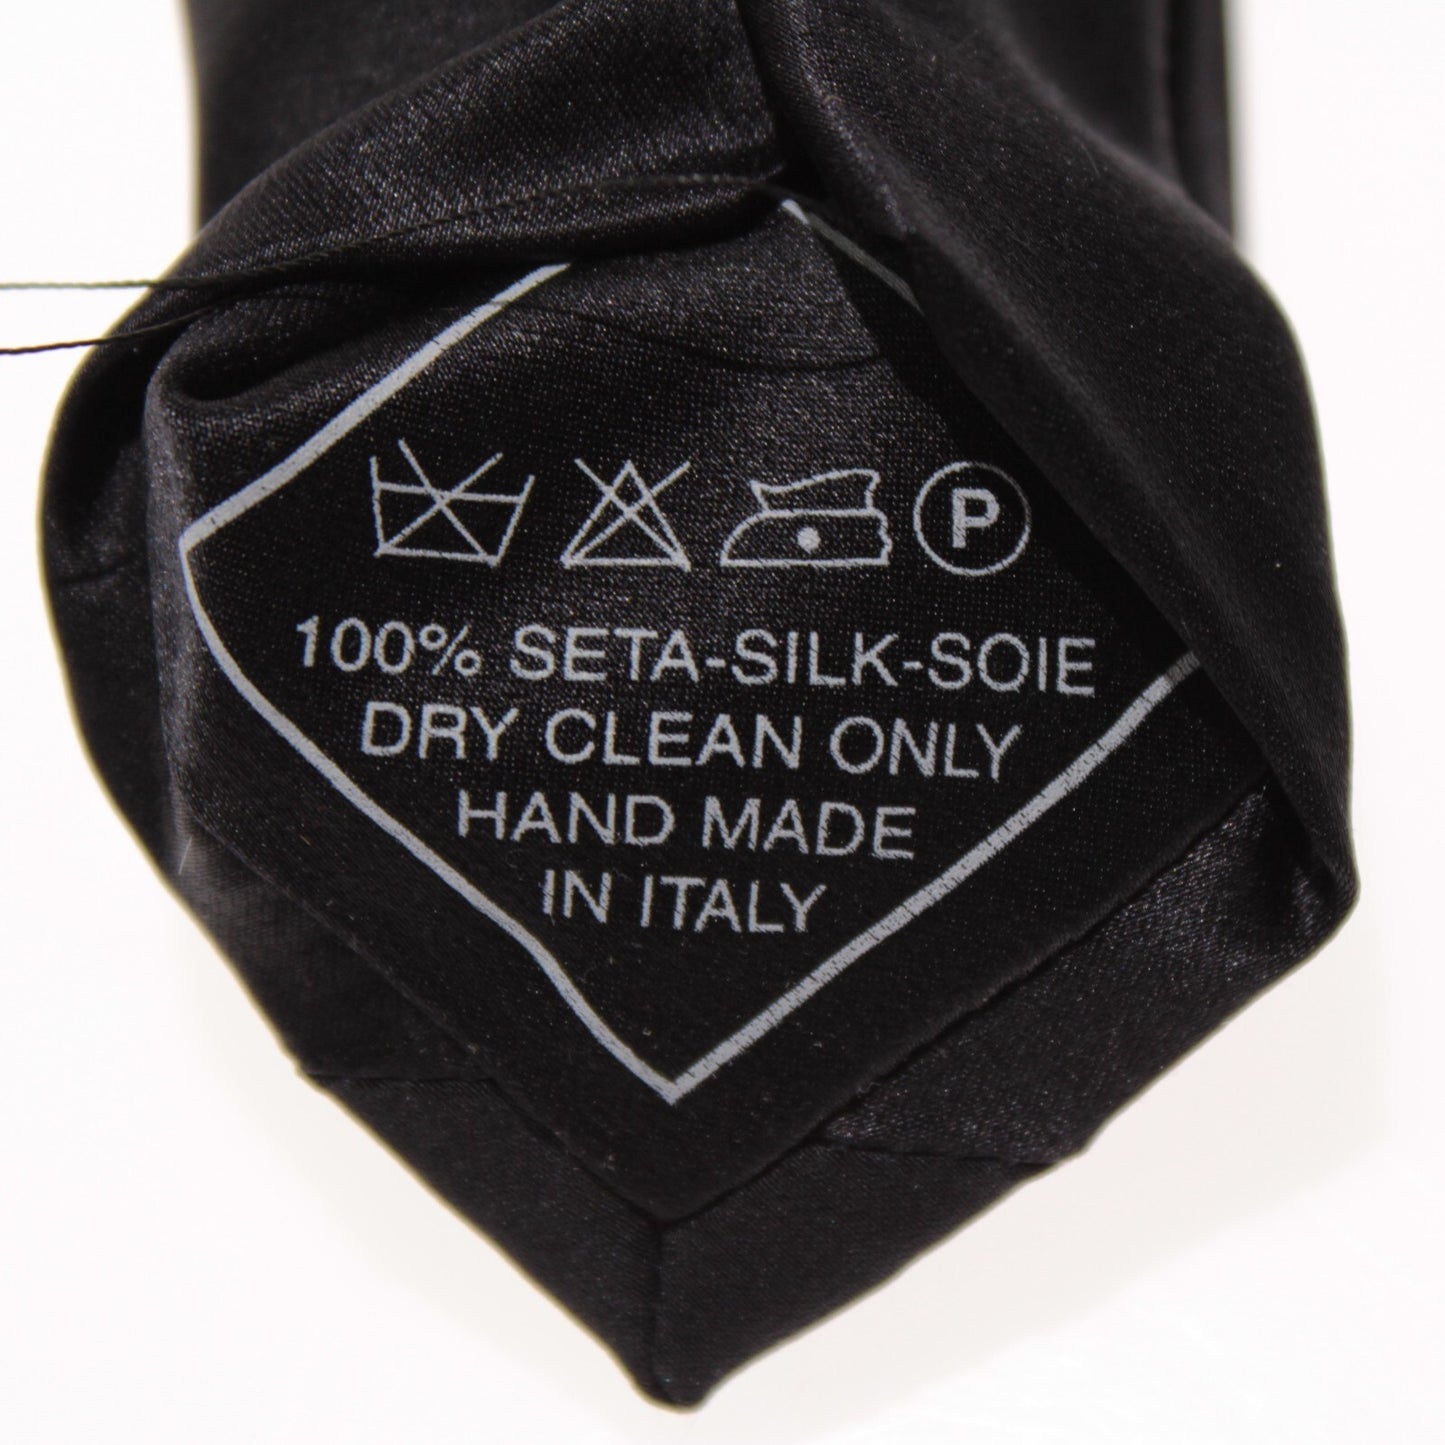 P
100% SETA-SILK-SOIE
DRY CLEAN ONLY
HAND MADE
IN ITALY